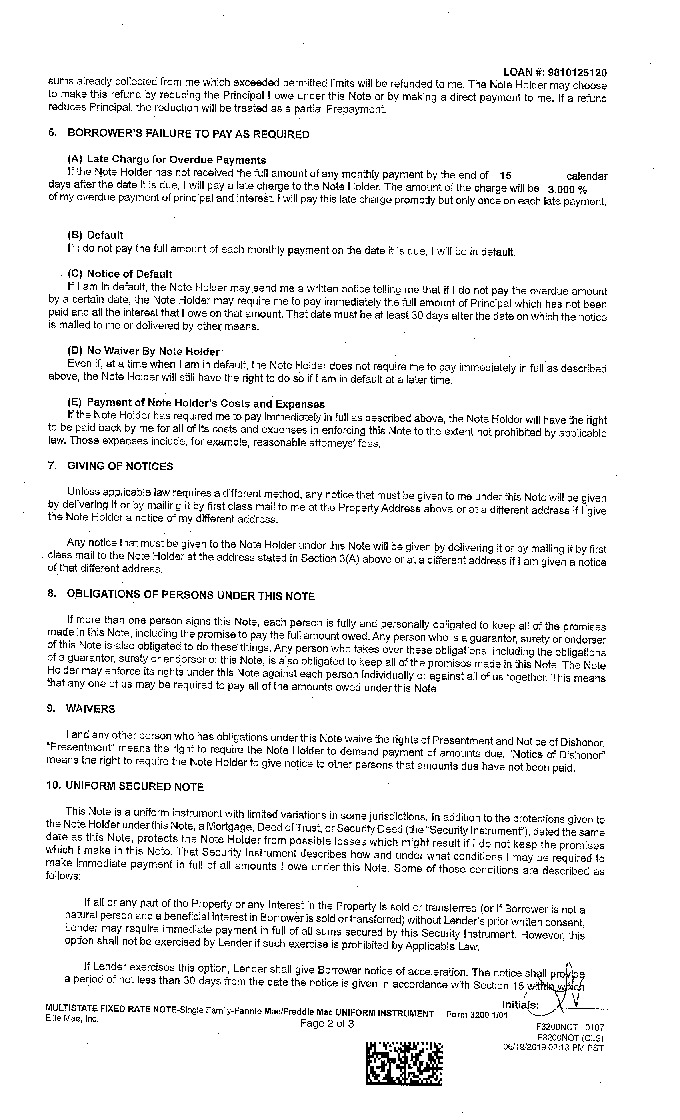 LOAN #: 9810125120
sums already collected from me which exceeded permitted limits will be refunded to me. The Note Holder may choose
to make this refund by reducing the Principal I owe under this Note or by making a direct payment to me. If a refund
reduces Principal, the reduction will be treated as a partial Prepayment.
6. BORROWER'S FAILURE TO PAY AS REQUIRED
(A) Late Charge for Overdue Payments
If the Note Holder has not received the full amount of any monthly payment by the end of 15 calendar
days after the date it is due, I will pay a late charge to the Note Holder. The amount of the charge will be 3.000 %
of my overdue payment of principal and interest. I will pay this late charge promptly but only once on each late payment.
(B) Default
If I do not pay the full amount of each monthly payment on the date it is due, I will be in default.
(C) Notice of Default
If I am in default, the Note Holder may send me a written notice telling me that if I do not pay the overdue amount
by a certain date, the Note Holder may require me to pay immediately the full amount of Principal which has not been
paid and all the interest that I owe on that amount. That date must be at least 30 days after the date on which the notice
is mailed to me or delivered by other means.
(D) No Waiver By Note Holder
Even if, at a time when I am in default, the Note Holder does not require me to pay immediately in full as described
above, the Note Holder will still have the right to do so if I am in default at a later time.
(E) Payment of Note Holder's Costs and Expenses
If the Note Holder has required me to pay immediately in full as described above, the Note Holder will have the right
to be paid back by me for all of its costs and expenses in enforcing this Note to the extent not prohibited by applicable
law. Those expenses include, for example, reasonable attorneys' fees.
7. GIVING OF NOTICES
Unless applicable law requires a different method, any notice that must be given to me under this Note will be given
by delivering it or by mailing it by first class mail to me at the Property Address above or at a different address if I give
the Note Holder a notice of my different address.
Any notice that must be given to the Note Holder under this Note will be given by delivering it or by mailing it by first
class mail to the Note Holder at the address stated in Section 3(A) above or at a different address if I am given a notice
of that different address.
8. OBLIGATIONS OF PERSONS UNDER THIS NOTE
If more than one person signs this Note, each person is fully and personally obligated to keep all of the promises
made in this Note, including the promise to pay the full amount owed. Any person who is a guarantor, surety or endorser
of this Note is also obligated to do these things. Any person who takes over these obligations, including the obligations
of a guarantor, surety or endorser of this Note, is also obligated to keep all of the promises made in this Note. The Note
Holder may enforce its rights under this Note against each person individually or against all of us together. This means
that any one of us may be required to pay all of the amounts owed under this Note.
9. WAIVERS
I and any other person who has obligations under this Note waive the rights of Presentment and Notice of Dishonor.
"Presentment" means the right to require the Note Holder to demand payment of amounts due. "Notice of Dishonor"
means the right to require the Note Holder to give notice to other persons that amounts due have not been paid.
10. UNIFORM SECURED NOTE
This Note is a uniform instrument with limited variations in some jurisdictions. In addition to the protections given to
the Note Holder under this Note, a Mortgage, Deed of Trust, or Security Deed (the "Security Instrument"), dated the same
date as this Note, protects the Note Holder from possible losses which might result if I do not keep the promises
which I make in this Note. That Security Instrument describes how and under what conditions I may be required to
make immediate payment in full of all amounts I owe under this Note. Some of those conditions are described as
follows:
If all or any part of the Property or any Interest in the Property is sold or transferred (or if Borrower is not a
natural person and a beneficial interest in Borrower is sold or transferred) without Lender's prior written consent,
Lender may require immediate payment in full of all sums secured by this Security Instrument. However, this
option shall not be exercised by Lender if such exercise is prohibited by Applicable Law.
If Lender exercises this option, Lender shall give Borrower notice of acceleration. The notice shall provide
a period of not less than 30 days from the date the notice is given in accordance with Section 15 within which
Initials:
MULTISTATE FIXED RATE NOTE-Single Family-Fannie Mae/Freddie Mac UNIFORM INSTRUMENT Form 3200 1/01
Ellie Mae, Inc. Page 2 of 3
F3200NOT 0107
F3200NOT (CLS)
06/18/2019 03:13 PM PST